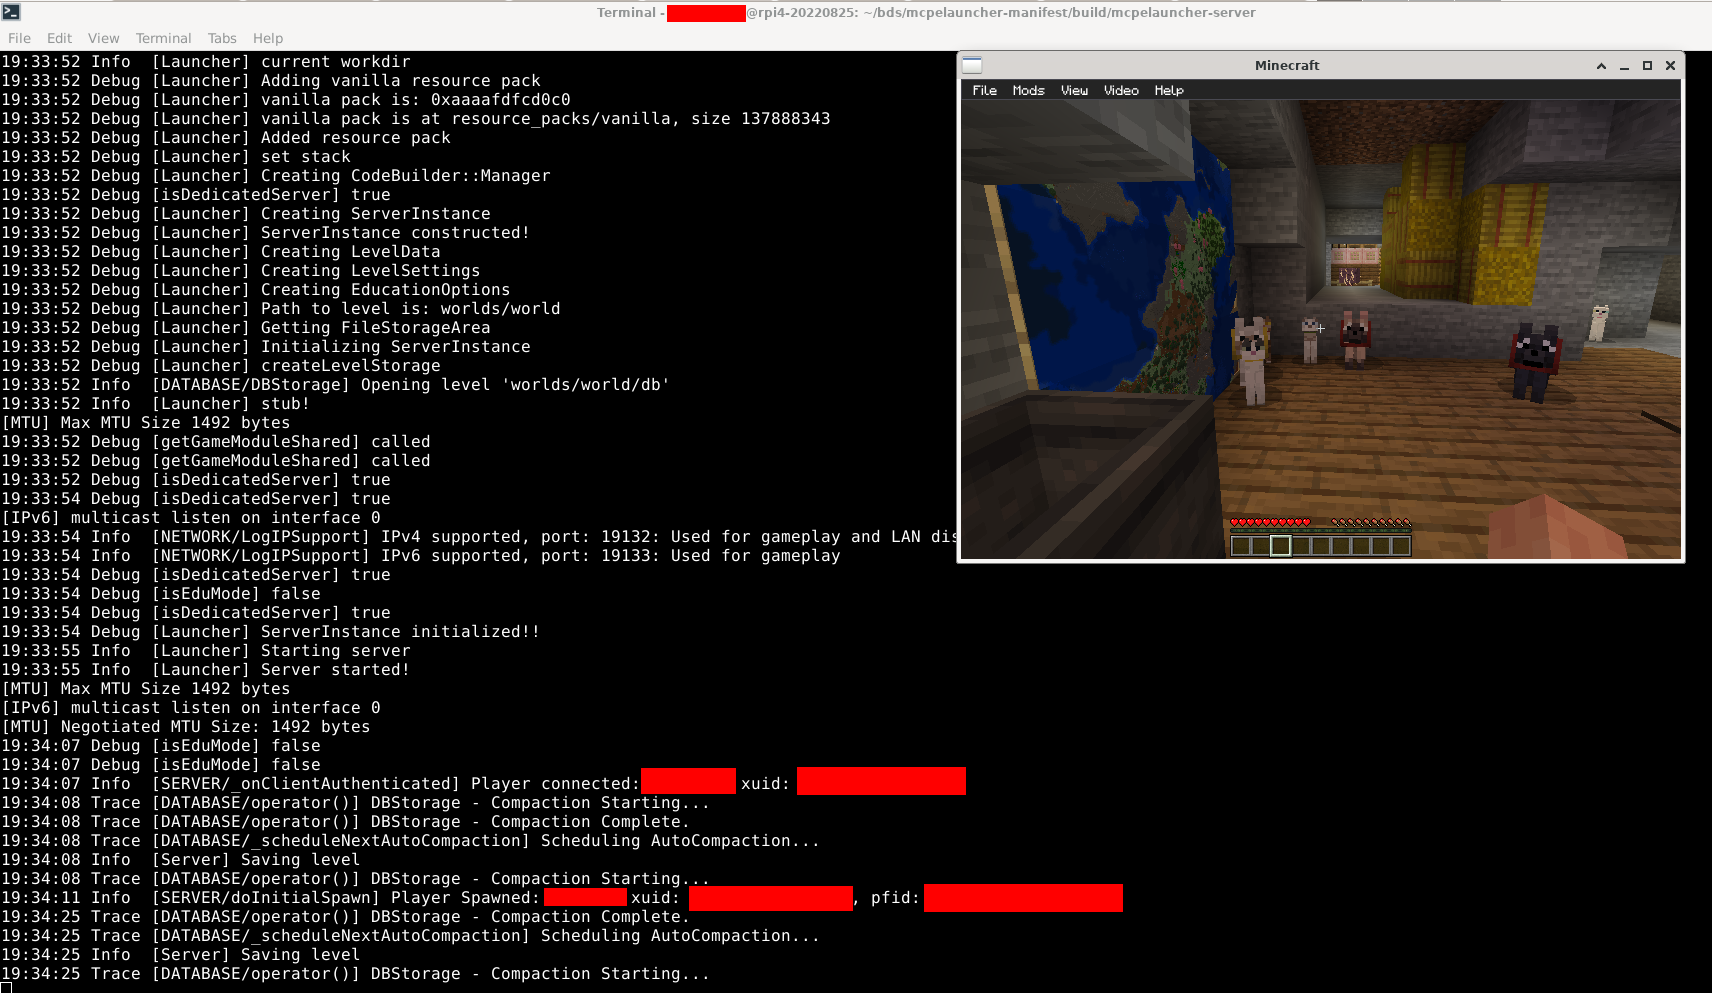 Terminal - @rpi4-20220825: ~/bds/mcpelauncher-manifest/build/mcpelauncher-server
File Edit View Terminal Tabs Help
19:33:52 Info  [Launcher] current workdir
19:33:52 Debug [Launcher] Adding vanilla resource pack
19:33:52 Debug [Launcher] vanilla pack is: 0xaaaafdfcd0c0
19:33:52 Debug [Launcher] vanilla pack is at resource_packs/vanilla, size 137888343
19:33:52 Debug [Launcher] Added resource pack
19:33:52 Debug [Launcher] set stack
19:33:52 Debug [Launcher] Creating CodeBuilder::Manager
19:33:52 Debug [isDedicatedServer] true
19:33:52 Debug [Launcher] Creating ServerInstance
19:33:52 Debug [Launcher] ServerInstance constructed!
19:33:52 Debug [Launcher] Creating LevelData
19:33:52 Debug [Launcher] Creating LevelSettings
19:33:52 Debug [Launcher] Creating EducationOptions
19:33:52 Debug [Launcher] Path to level is: worlds/world
19:33:52 Debug [Launcher] Getting FileStorageArea
19:33:52 Debug [Launcher] Initializing ServerInstance
19:33:52 Debug [Launcher] createLevelStorage
19:33:52 Info  [DATABASE/DBStorage] Opening level 'worlds/world/db'
19:33:52 Info  [Launcher] stub!
[MTU] Max MTU Size 1492 bytes
19:33:52 Debug [getGameModuleShared] called
19:33:52 Debug [getGameModuleShared] called
19:33:52 Debug [isDedicatedServer] true
19:33:54 Debug [isDedicatedServer] true
[IPv6] multicast listen on interface 0
19:33:54 Info  [NETWORK/LogIPSupport] IPv4 supported, port: 19132: Used for gameplay and LAN dis
19:33:54 Info  [NETWORK/LogIPSupport] IPv6 supported, port: 19133: Used for gameplay
19:33:54 Debug [isDedicatedServer] true
19:33:54 Debug [isEduMode] false
19:33:54 Debug [isDedicatedServer] true
19:33:54 Debug [Launcher] ServerInstance initialized!!
19:33:55 Info  [Launcher] Starting server
19:33:55 Info  [Launcher] Server started!
[MTU] Max MTU Size 1492 bytes
[IPv6] multicast listen on interface 0
[MTU] Negotiated MTU Size: 1492 bytes
19:34:07 Debug [isEduMode] false
19:34:07 Debug [isEduMode] false
19:34:07 Info  [SERVER/_onClientAuthenticated] Player connected: xuid:
19:34:08 Trace [DATABASE/operator()] DBStorage - Compaction Starting...
19:34:08 Trace [DATABASE/operator()] DBStorage - Compaction Complete.
19:34:08 Trace [DATABASE/_scheduleNextAutoCompaction] Scheduling AutoCompaction...
19:34:08 Info  [Server] Saving level
19:34:08 Trace [DATABASE/operator()] DBStorage - Compaction Starting...
19:34:11 Info  [SERVER/doInitialSpawn] Player Spawned: xuid: , pfid:
19:34:25 Trace [DATABASE/operator()] DBStorage - Compaction Complete.
19:34:25 Trace [DATABASE/_scheduleNextAutoCompaction] Scheduling AutoCompaction...
19:34:25 Info  [Server] Saving level
19:34:25 Trace [DATABASE/operator()] DBStorage - Compaction Starting...
Minecraft
File Mods View Video Help